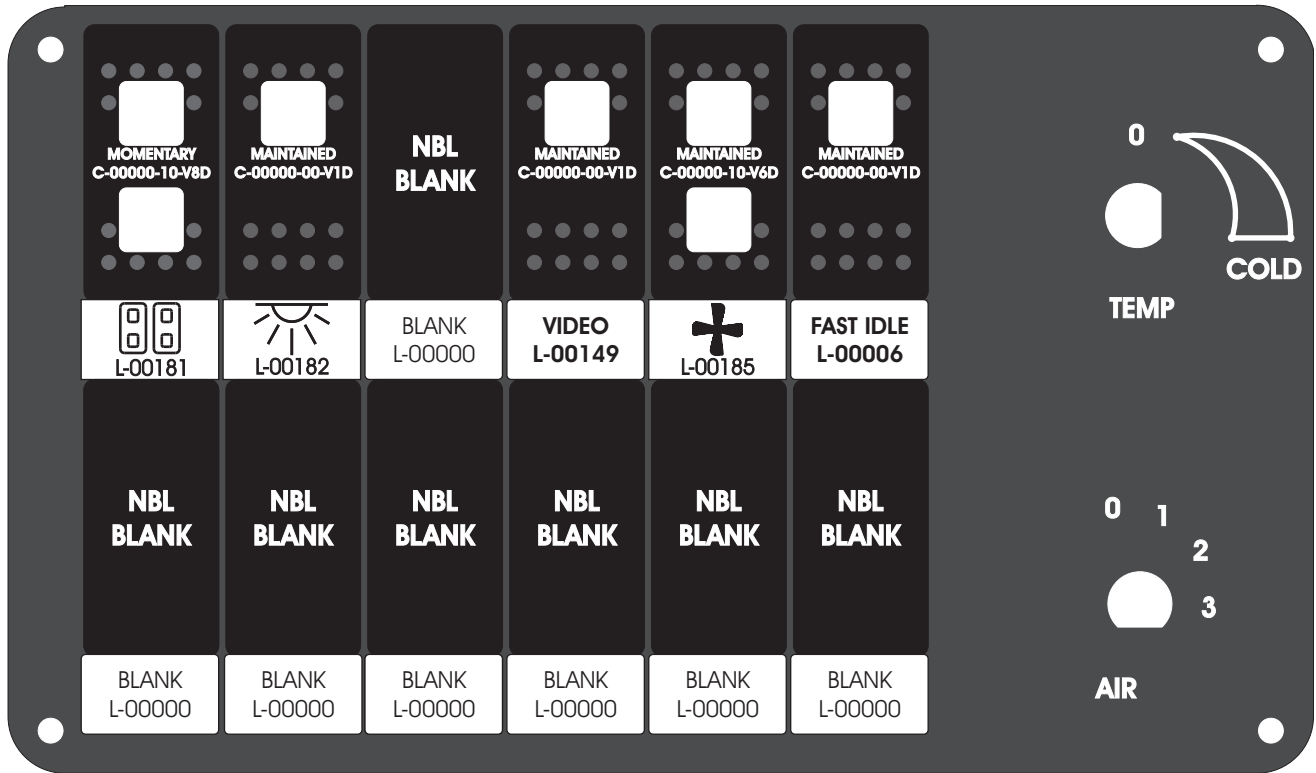 MOMENTARY
C-00000-10-V8D
MAINTAINED
C-00000-00-V1D
NBL
BLANK
MAINTAINED
C-00000-00-V1D
MAINTAINED
C-00000-10-V6D
MAINTAINED
C-00000-00-V1D
L-00181
L-00182
BLANK
L-00000
VIDEO
L-00149
L-00185
FAST IDLE
L-00006
NBL
BLANK
NBL
BLANK
NBL
BLANK
NBL
BLANK
NBL
BLANK
NBL
BLANK
BLANK
L-00000
BLANK
L-00000
BLANK
L-00000
BLANK
L-00000
BLANK
L-00000
BLANK
L-00000
0
COLD
TEMP
0
1
2
3
AIR